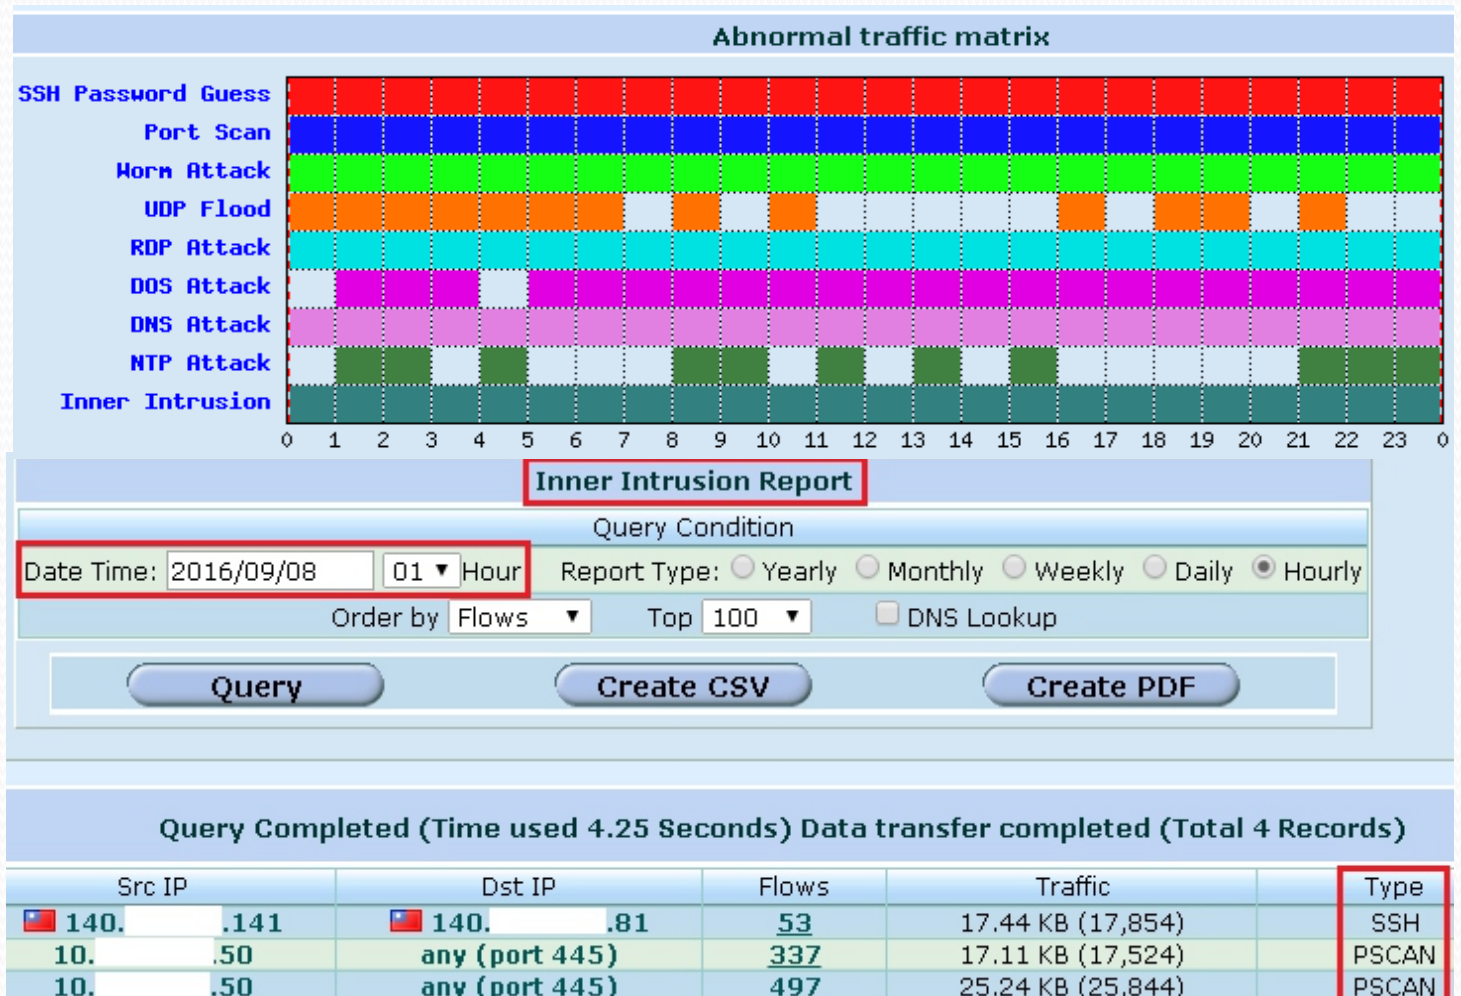 Abnormal traffic matrix
SSH Password Guess
Port Scan
Worm Attack
UDP Flood
RDP Attack
DOS Attack
DNS Attack
NTP Attack
Inner Intrusion
0 1 2 3 4 5 6 7 8 9 10 11 12 13 14 15 16 17 18 19 20 21 22 23 0
Inner Intrusion Report
Query Condition
Date Time: 2016/09/08 01 Hour Report Type: Yearly Monthly Weekly Daily Hourly
Order by Flows Top 100 DNS Lookup
Query Create CSV Create PDF
Query Completed (Time used 4.25 Seconds) Data transfer completed (Total 4 Records)
Src IP Dst IP Flows Traffic Type
140. .141 140. .81 53 17.44 KB (17,854) SSH
10. .50 any (port 445) 337 17.11 KB (17,524) PSCAN
10. .50 any (port 445) 497 25.24 KB (25,844) PSCAN